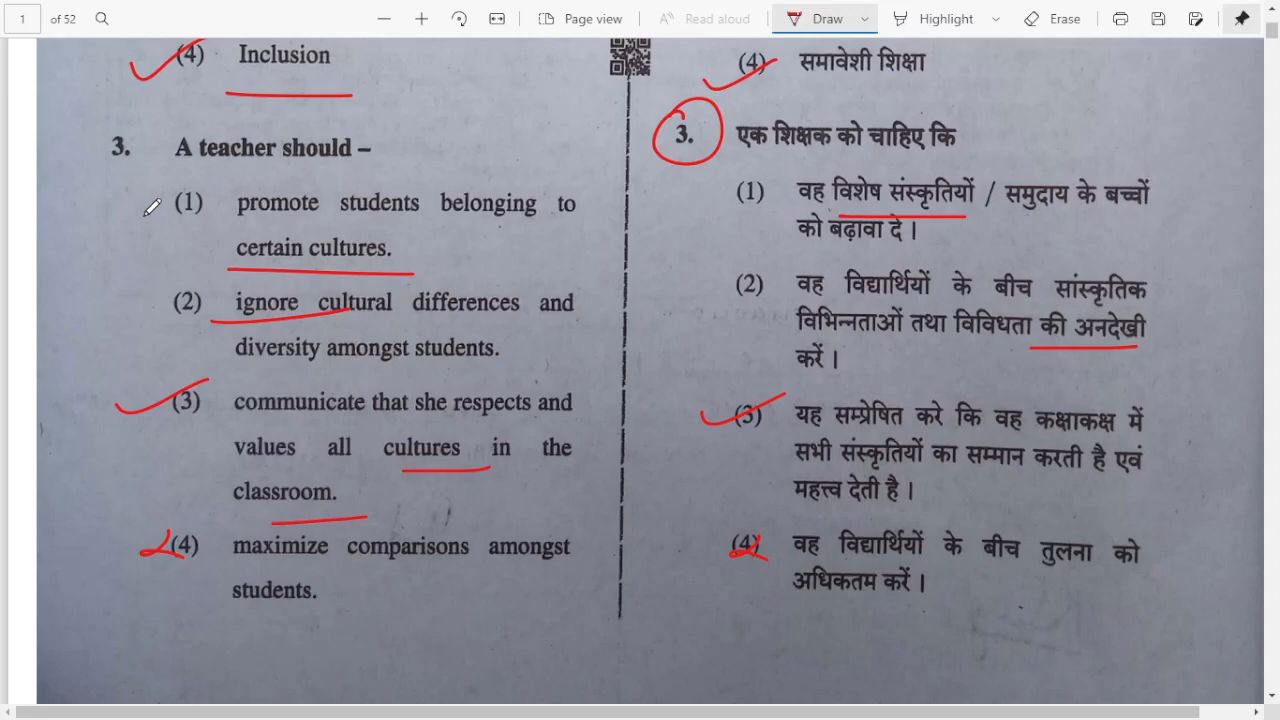 1 of 52 Page view Read aloud Draw Highlight Erase
(4) Inclusion
3. A teacher should –
(1) promote students belonging to
certain cultures.
(2) ignore cultural differences and
diversity amongst students.
(3) communicate that she respects and
values all cultures in the
classroom.
(4) maximize comparisons amongst
students.
(4) समावेशी शिक्षा
3. एक शिक्षक को चाहिए कि
(1) वह विशेष संस्कृतियों / समुदाय के बच्चों
को बढ़ावा दे ।
(2) वह विद्यार्थियों के बीच सांस्कृतिक
विभिन्नताओं तथा विविधता की अनदेखी
करें ।
(3) यह सम्प्रेषित करे कि वह कक्षाकक्ष में
सभी संस्कृतियों का सम्मान करती है एवं
महत्त्व देती है ।
(4) वह विद्यार्थियों के बीच तुलना को
अधिकतम करें ।